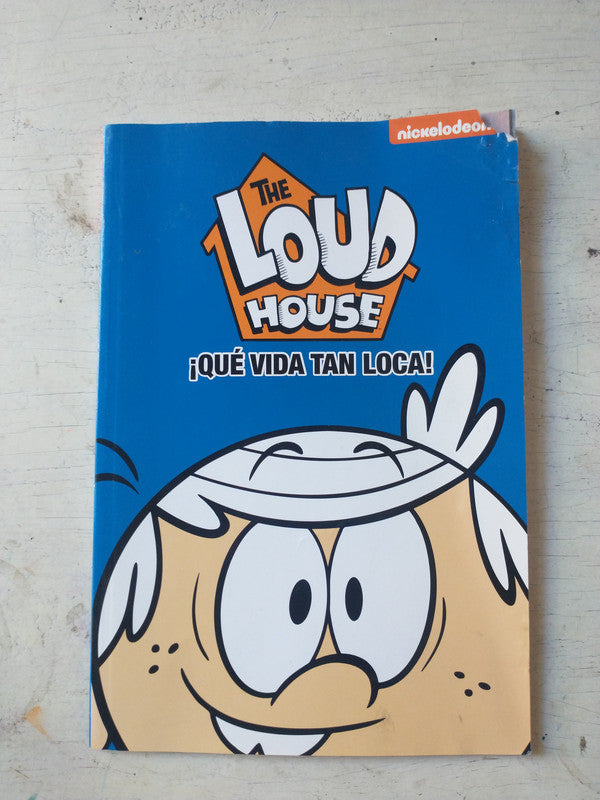 nickelodeon
THE
LOUD
HOUSE
¡QUÉ VIDA TAN LOCA!